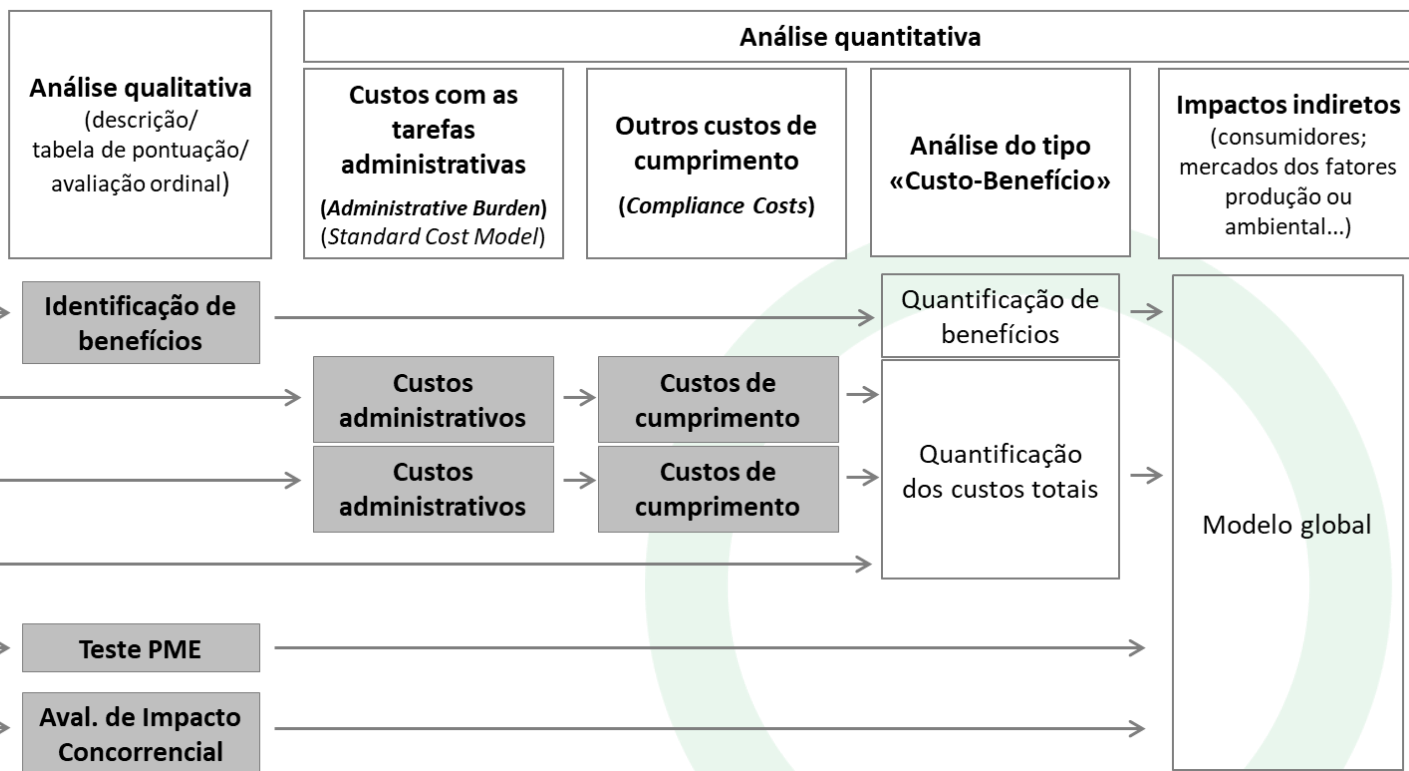 Análise qualitativa
(descrição/
tabela de pontuação/
avaliação ordinal)
Análise quantitativa
Custos com as
tarefas
administrativas
(Administrative Burden)
(Standard Cost Model)
Outros custos de
cumprimento
(Compliance Costs)
Análise do tipo
«Custo-Benefício»
Impactos indiretos
(consumidores;
mercados dos fatores
produção ou
ambiental...)
Identificação de
benefícios
Quantificação de
benefícios
Custos
administrativos
Custos de
cumprimento
Custos
administrativos
Custos de
cumprimento
Quantificação
dos custos totais
Modelo global
Teste PME
Aval. de Impacto
Concorrencial